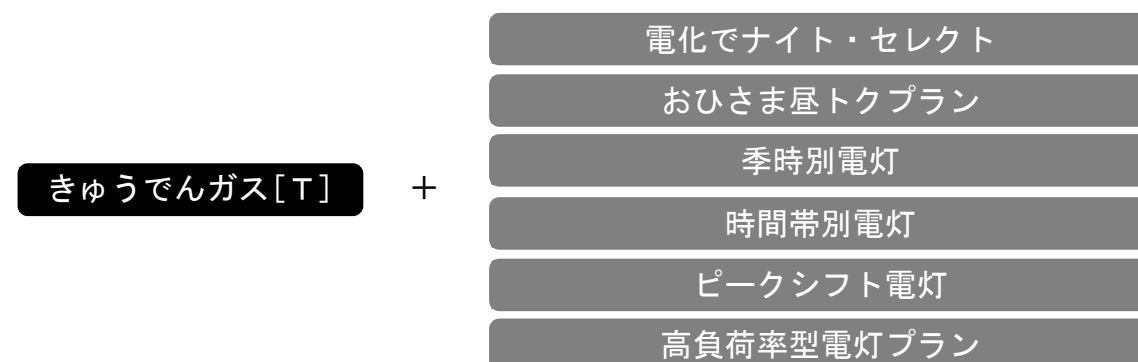 電化でナイト・セレクト
おひさま昼トクプラン
季時別電灯
きゅうでんガス[T] +
時間帯別電灯
ピークシフト電灯
高負荷率型電灯プラン